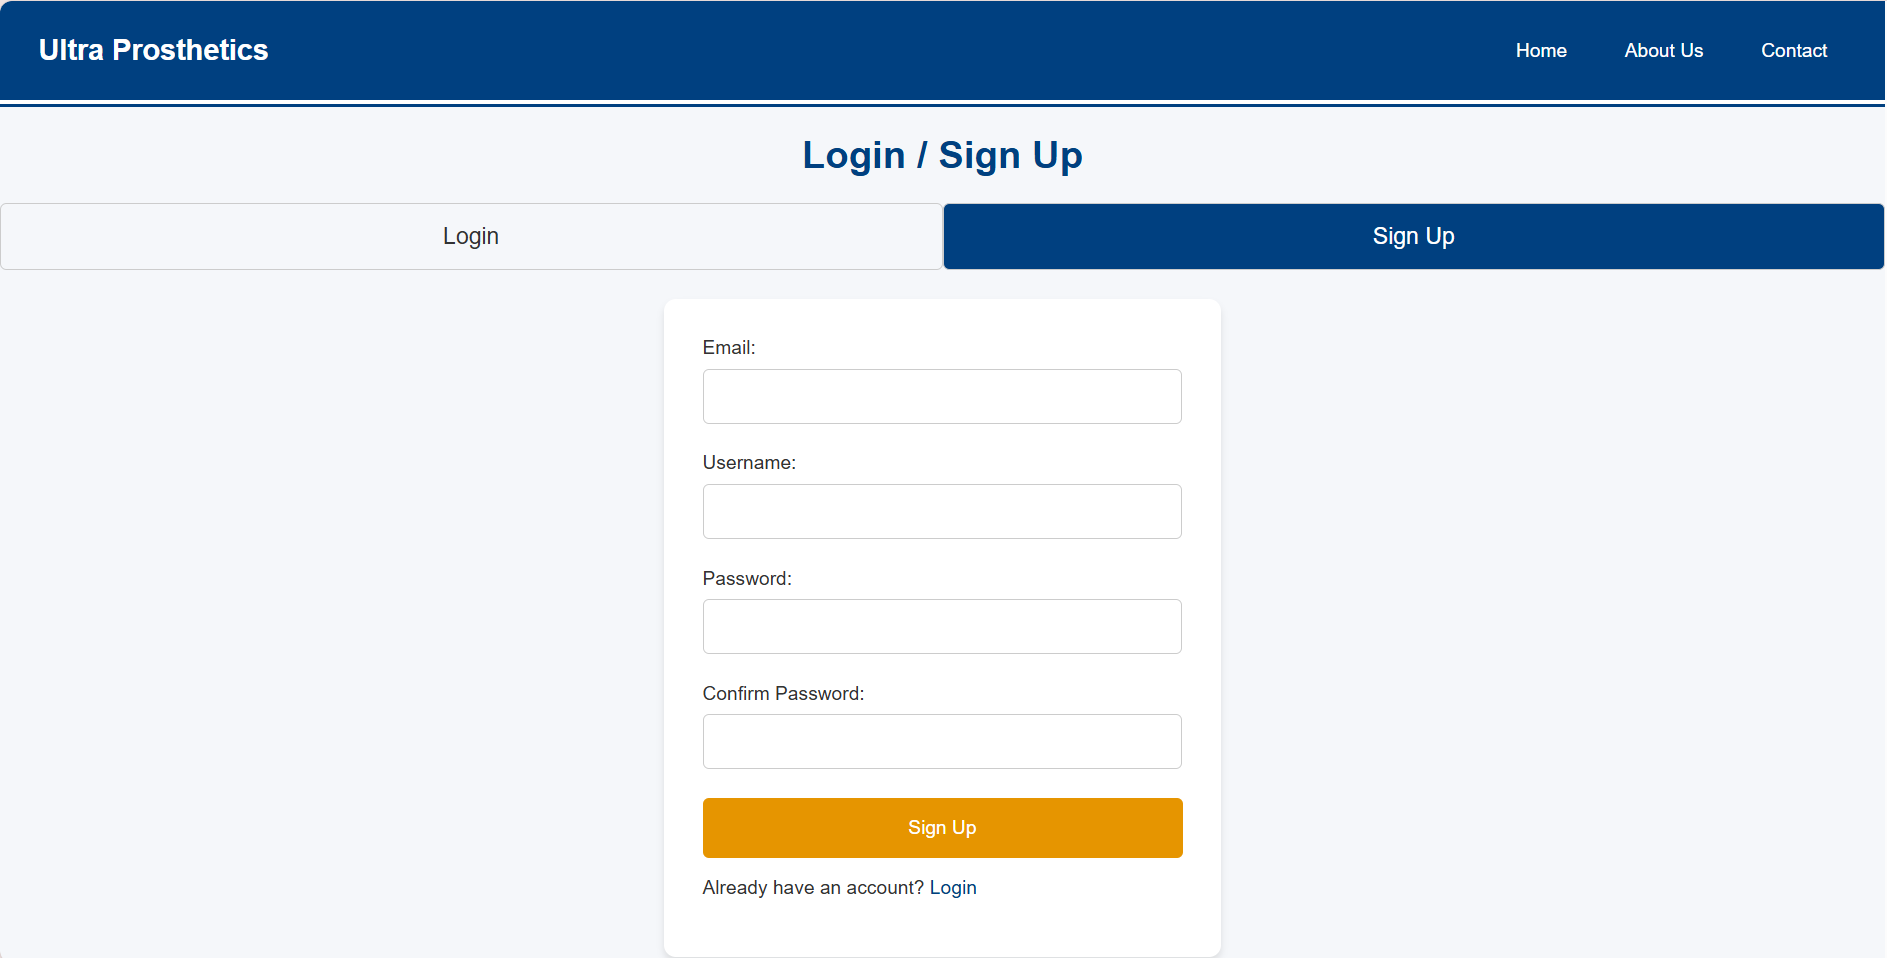 Ultra Prosthetics
Home About Us Contact
Login / Sign Up
Login Sign Up
Email:
Username:
Password:
Confirm Password:
Sign Up
Already have an account? Login